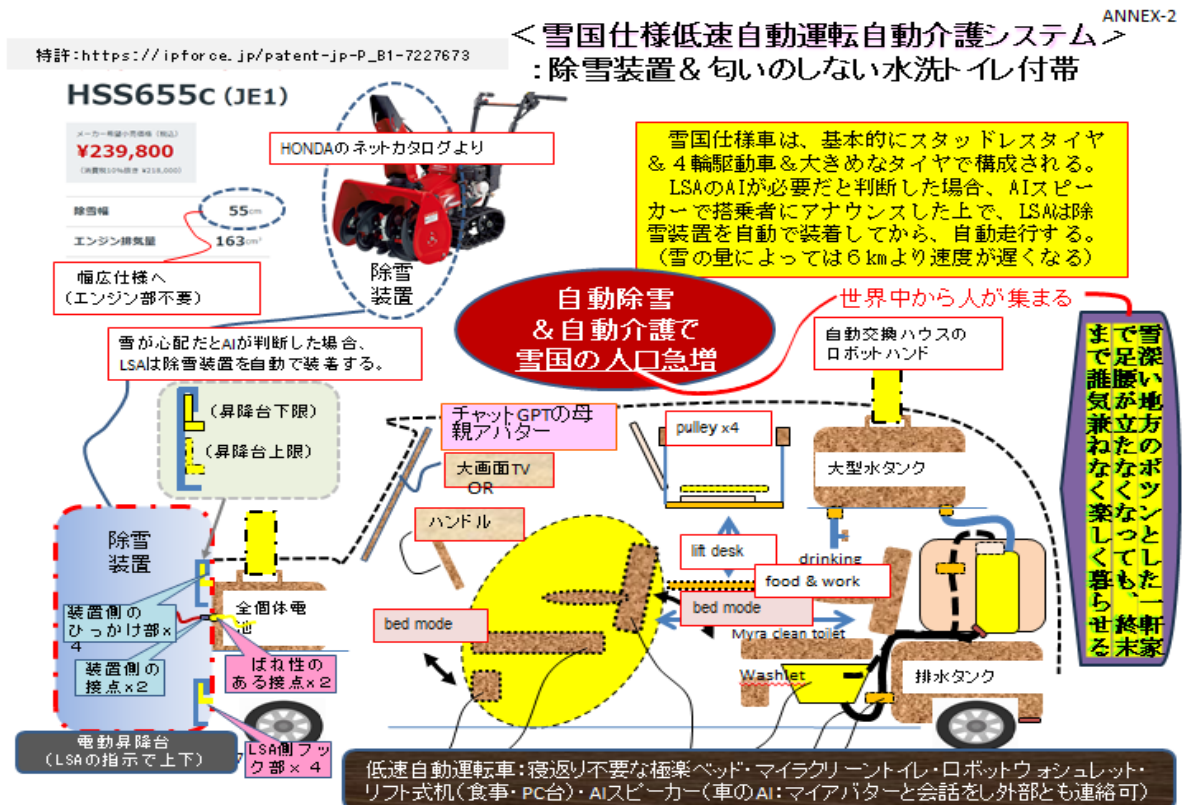 ANNEX-2
<雪国仕様低速自動運転自動介護システム>
:除雪装置&匂いのしない水洗トイレ付帯
特許:https://ipforce.jp/patent-jp-P_B1-7227673
HSS655C (JE1)
メーカー希望小売価格(税込)
¥239,800
(消費税10%抜き ¥218,000)
除雪幅 55cm
エンジン排気量 163cm³
HONDAのネットカタログより
幅広仕様へ
(エンジン部不要)
除雪
装置
雪国仕様車は、基本的にスタッドレスタイヤ
&4輪駆動車&大きめなタイヤで構成される。
LSAのAIが必要だと判断した場合、AIスピー
カーで搭乗者にアナウンスした上で、LSAは除
雪装置を自動で装着してから、自動走行する。
(雪の量によっては6kmより速度が遅くなる)
自動除雪
&自動介護で
雪国の人口急増
世界中から人が集まる
雪が心配だとAIが判断した場合、
LSAは除雪装置を自動で装着する。
自動交換ハウスの
ロボットハンド
雪深い地方のポツンとした一軒家
で足腰が立たなくなっても、終末
まで誰気兼ねなく楽しく暮らせる
(昇降台下限)
(昇降台上限)
チャットGPTの母
親アバター
大画面TV
OR
ハンドル
pulley x4
大型水タンク
除雪
装置
lift desk
drinking
food & work
全個体電
池
装置側の
ひっかけ部×
4
装置側の
接点×2
ばね性の
ある接点×2
bed mode
bed mode
Myra clean toilet
Washlet
排水タンク
電動昇降台
(LSAの指示で上下)
LSA側フッ
ク部×4
低速自動運転車:寝返り不要な極楽ベッド・マイラクリーントイレ・ロボットウォシュレット・
リフト式机(食事・PC台)・AIスピーカー(車のAI:マイアバターと会話をし外部とも連絡可)